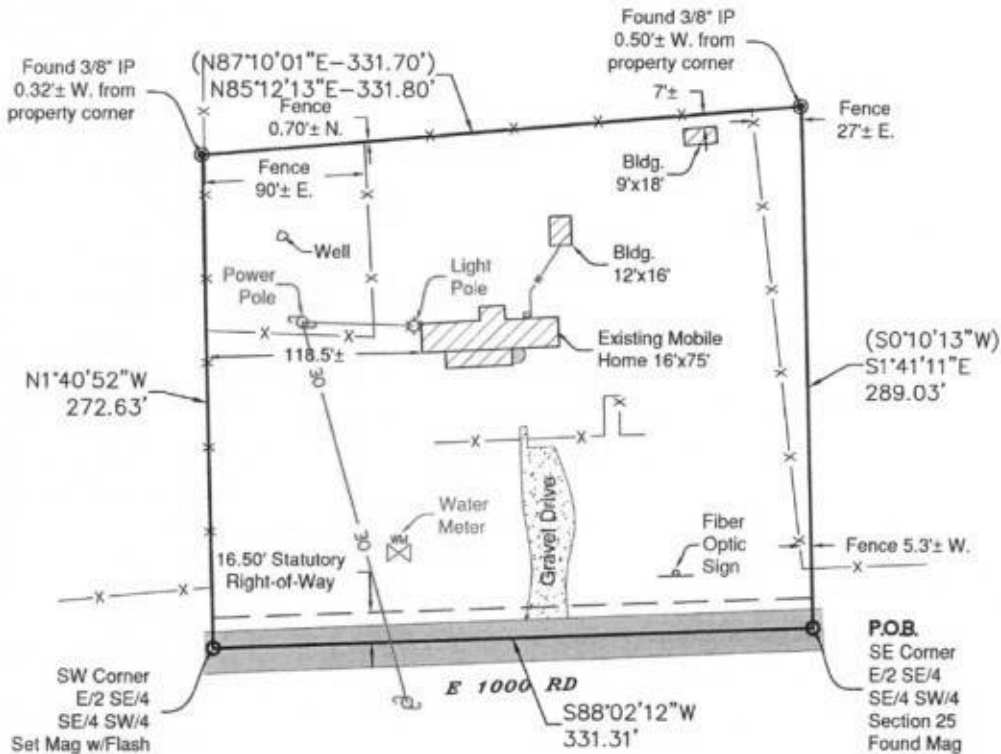 Found 3/8" IP
0.32'± W. from
property corner
(N87°10'01"E-331.70')
N85°12'13"E-331.80'
Fence
0.70'± N.
Found 3/8" IP
0.50'± W. from
property corner
7'±
Fence
27'± E.
Fence
90'± E.
Bldg.
9'x18'
Well
Bldg.
12'x16'
Power
Pole
Light
Pole
Existing Mobile
Home 16'x75'
118.5'±
N1°40'52"W
272.63'
(S0°10'13"W)
S1°41'11"E
289.03'
OE
OE
Water
Meter
WM
Gravel Drive
Fiber
Optic
Sign
Fence 5.3'± W.
16.50' Statutory
Right-of-Way
SW Corner
E/2 SE/4
SE/4 SW/4
Set Mag w/Flash
E 1000 RD
S88°02'12"W
331.31'
P.O.B.
SE Corner
E/2 SE/4
SE/4 SW/4
Section 25
Found Mag